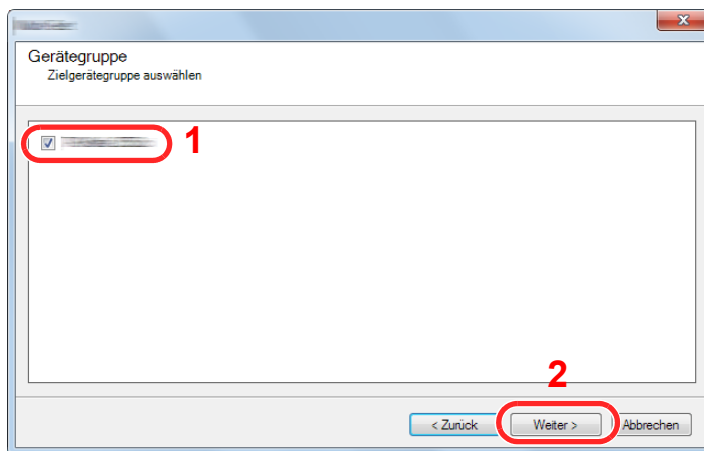 Gerätegruppe
Zielgerätegruppe auswählen
1
2
< Zurück Weiter > Abbrechen